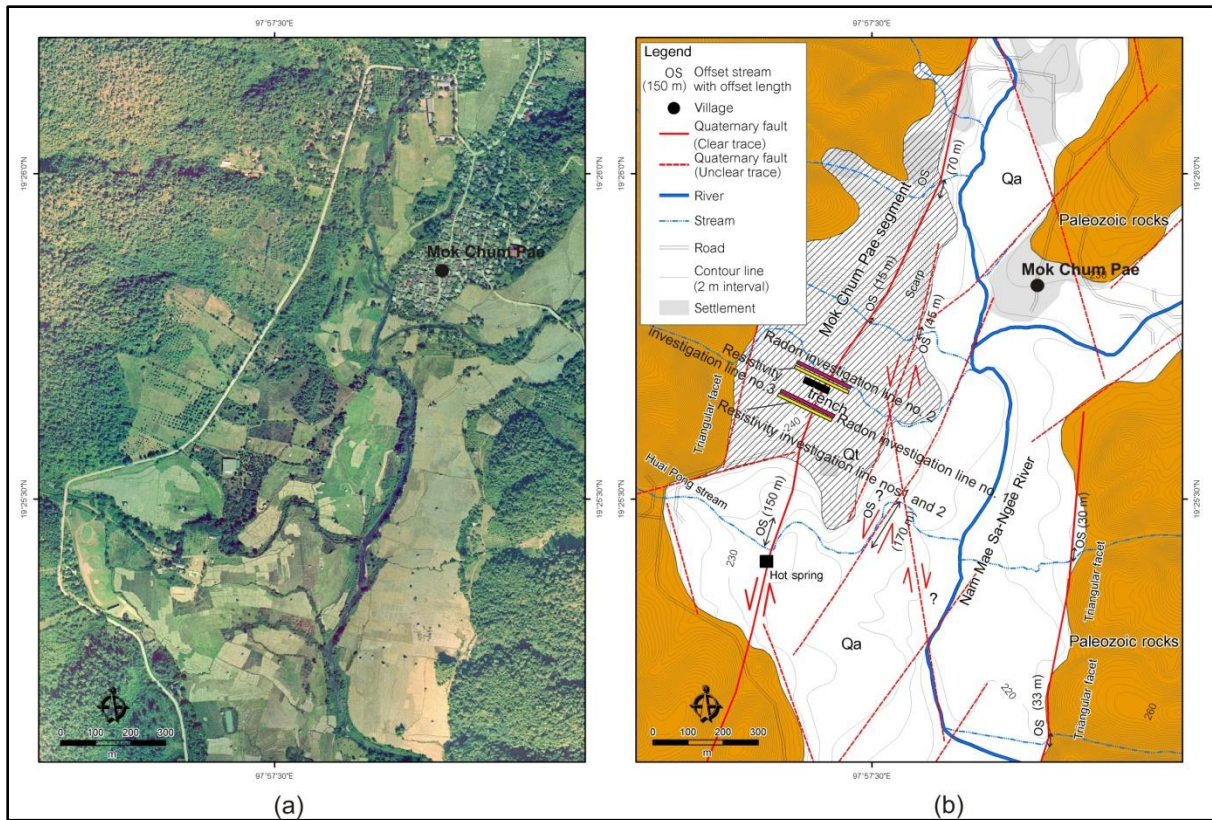 97°57'30"E
19°26'0"N
19°25'30"N
Mok Chum Pae
0 100 200 300
m
97°57'30"E
(a)
97°57'30"E
Legend
OS (150 m) Offset stream with offset length
Village
Quaternary fault (Clear trace)
Quaternary fault (Unclear trace)
River
Stream
Road
Contour line (2 m interval)
Settlement
19°26'0"N
19°25'30"N
OS (70 m)
Qa
Paleozoic rocks
Mok Chum Pae segment
Mok Chum Pae
OS (15 m)
Scarp
OS (45 m)
Radon investigation line no. 2
Resistivity
Investigation line no.3
trench
Triangular facet
240
Qt
Radon investigation line no. 1
Resistivity investigation line nos1 and 2
Huai Pong stream
OS (150 m)
OS ?
(170 m)
Nam Mae Sa-Ngee River
OS (30 m)
Triangular facet
230
Hot spring
?
Qa
Paleozoic rocks
Triangular facet
220
OS (33 m)
260
0 100 200 300
m
97°57'30"E
(b)